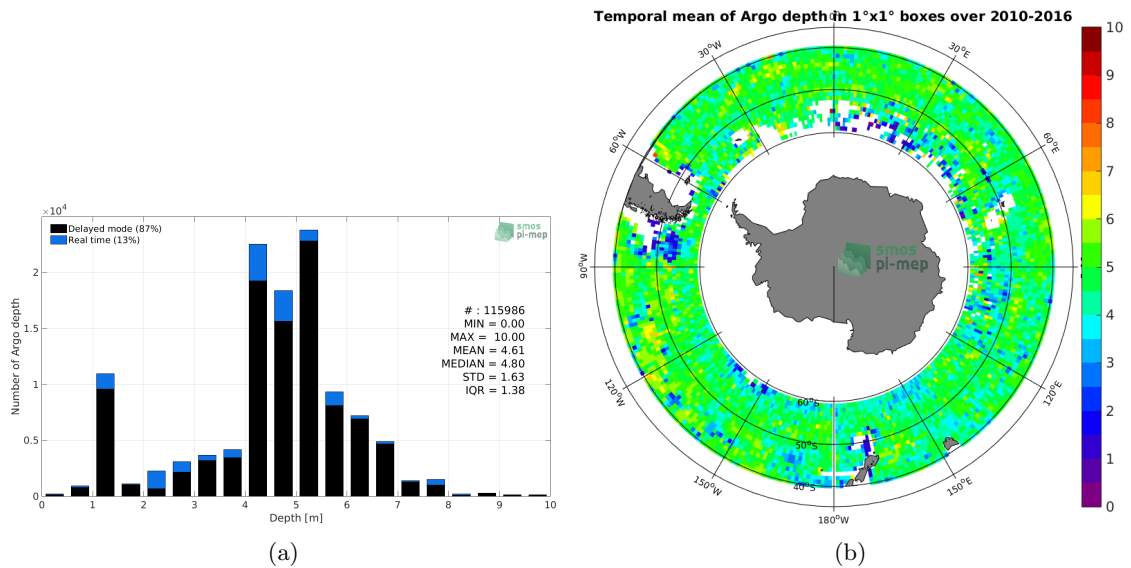 ×10⁴
Delayed mode (87%)
Real time (13%)
smos
pi-mep
# : 115986
MIN = 0.00
MAX = 10.00
MEAN = 4.61
MEDIAN = 4.80
STD = 1.63
IQR = 1.38
2
1.5
1
0.5
0
Number of Argo depth
0 1 2 3 4 5 6 7 8 9 10
Depth [m]
(a)
Temporal mean of Argo depth in 1°x1° boxes over 2010-2016
0°
30°W
30°E
60°W
60°E
90°W
120°W
120°E
150°W
150°E
180°W
60°S
50°S
40°S
smos
pi-mep
10
9
8
7
6
5
4
3
2
1
0
(b)